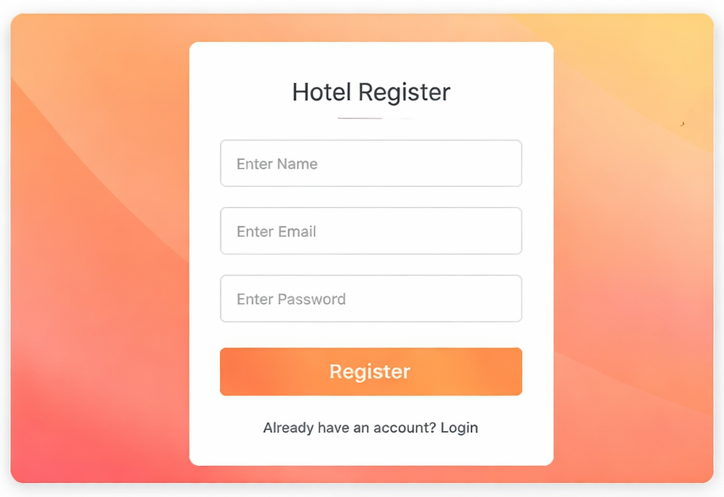 Hotel Register
Enter Name
Enter Email
Enter Password
Register
Already have an account? Login